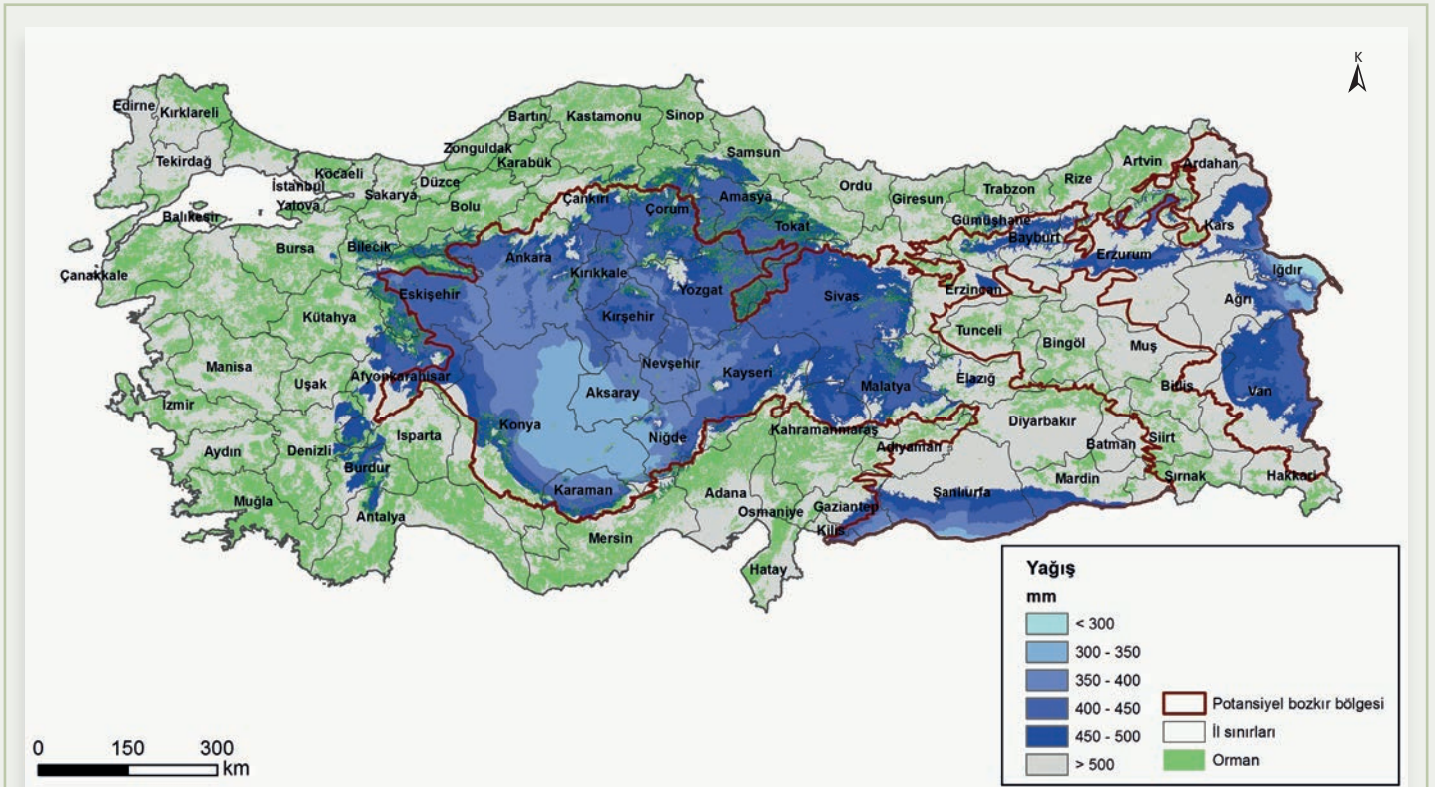 K
Edirne
Kırklareli
Tekirdağ
Kocaeli
İstanbul
Yalova
Sakarya
Düzce
Zonguldak
Bartın
Karabük
Kastamonu
Sinop
Samsun
Bolu
Çankırı
Çorum
Amasya
Tokat
Ordu
Giresun
Trabzon
Rize
Artvin
Ardahan
Gümüşhane
Bayburt
Erzurum
Kars
Iğdır
Ağrı
Balıkesir
Bursa
Bilecik
Çanakkale
Eskişehir
Ankara
Kırıkkale
Yozgat
Sivas
Erzincan
Tunceli
Bingöl
Muş
Kütahya
Kırşehir
Manisa
Uşak
Afyonkarahisar
Nevşehir
Kayseri
Aksaray
Malatya
Elazığ
Bitlis
Van
İzmir
Aydın
Denizli
Isparta
Burdur
Konya
Niğde
Kahramanmaraş
Adıyaman
Diyarbakır
Batman
Siirt
Muğla
Antalya
Karaman
Mersin
Adana
Osmaniye
Gaziantep
Kilis
Şanlıurfa
Mardin
Şırnak
Hakkari
Hatay
Yağış
mm
< 300
300 - 350
350 - 400
400 - 450
450 - 500
> 500
Potansiyel bozkır bölgesi
İl sınırları
Orman
0 150 300
km